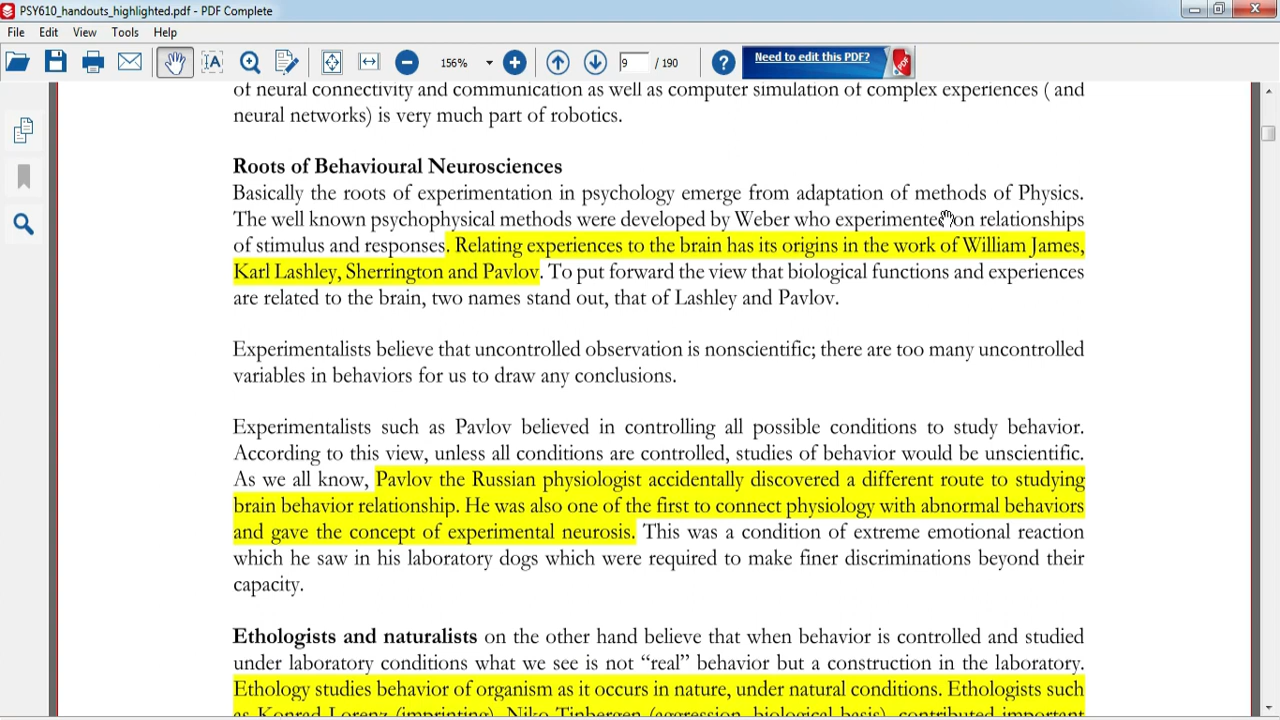 PSY610_handouts_highlighted.pdf - PDF Complete
File Edit View Tools Help
156% 9 / 190 Need to edit this PDF?
of neural connectivity and communication as well as computer simulation of complex experiences ( and
neural networks) is very much part of robotics.
Roots of Behavioural Neurosciences
Basically the roots of experimentation in psychology emerge from adaptation of methods of Physics.
The well known psychophysical methods were developed by Weber who experimented on relationships
of stimulus and responses. Relating experiences to the brain has its origins in the work of William James,
Karl Lashley, Sherrington and Pavlov. To put forward the view that biological functions and experiences
are related to the brain, two names stand out, that of Lashley and Pavlov.
Experimentalists believe that uncontrolled observation is nonscientific; there are too many uncontrolled
variables in behaviors for us to draw any conclusions.
Experimentalists such as Pavlov believed in controlling all possible conditions to study behavior.
According to this view, unless all conditions are controlled, studies of behavior would be unscientific.
As we all know, Pavlov the Russian physiologist accidentally discovered a different route to studying
brain behavior relationship. He was also one of the first to connect physiology with abnormal behaviors
and gave the concept of experimental neurosis. This was a condition of extreme emotional reaction
which he saw in his laboratory dogs which were required to make finer discriminations beyond their
capacity.
Ethologists and naturalists on the other hand believe that when behavior is controlled and studied
under laboratory conditions what we see is not “real” behavior but a construction in the laboratory.
Ethology studies behavior of organism as it occurs in nature, under natural conditions. Ethologists such
as Konrad Lorenz (imprinting), Niko Tinbergen (aggression, biological basis), contributed important